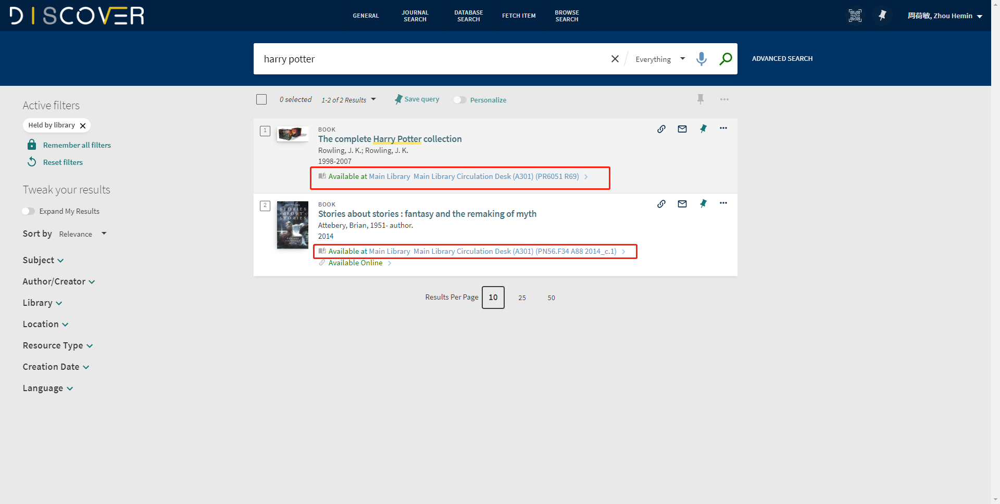 DISCOVER
GENERAL
JOURNAL
SEARCH
DATABASE
SEARCH
FETCH ITEM
BROWSE
SEARCH
周荷敏, Zhou Hemin
harry potter
Everything
ADVANCED SEARCH
Active filters
Held by library
Remember all filters
Reset filters
Tweak your results
Expand My Results
Sort by Relevance
Subject
Author/Creator
Library
Location
Resource Type
Creation Date
Language
0 selected 1-2 of 2 Results Save query Personalize
1
BOOK
The complete Harry Potter collection
Rowling, J. K.; Rowling, J. K.
1998-2007
Available at Main Library Main Library Circulation Desk (A301) (PR6051 R69)
2
STORIES
ABOUT
STORIES
BOOK
Stories about stories : fantasy and the remaking of myth
Attebery, Brian, 1951- author.
2014
Available at Main Library Main Library Circulation Desk (A301) (PN56.F34 A88 2014_c.1)
Available Online
Results Per Page 10 25 50